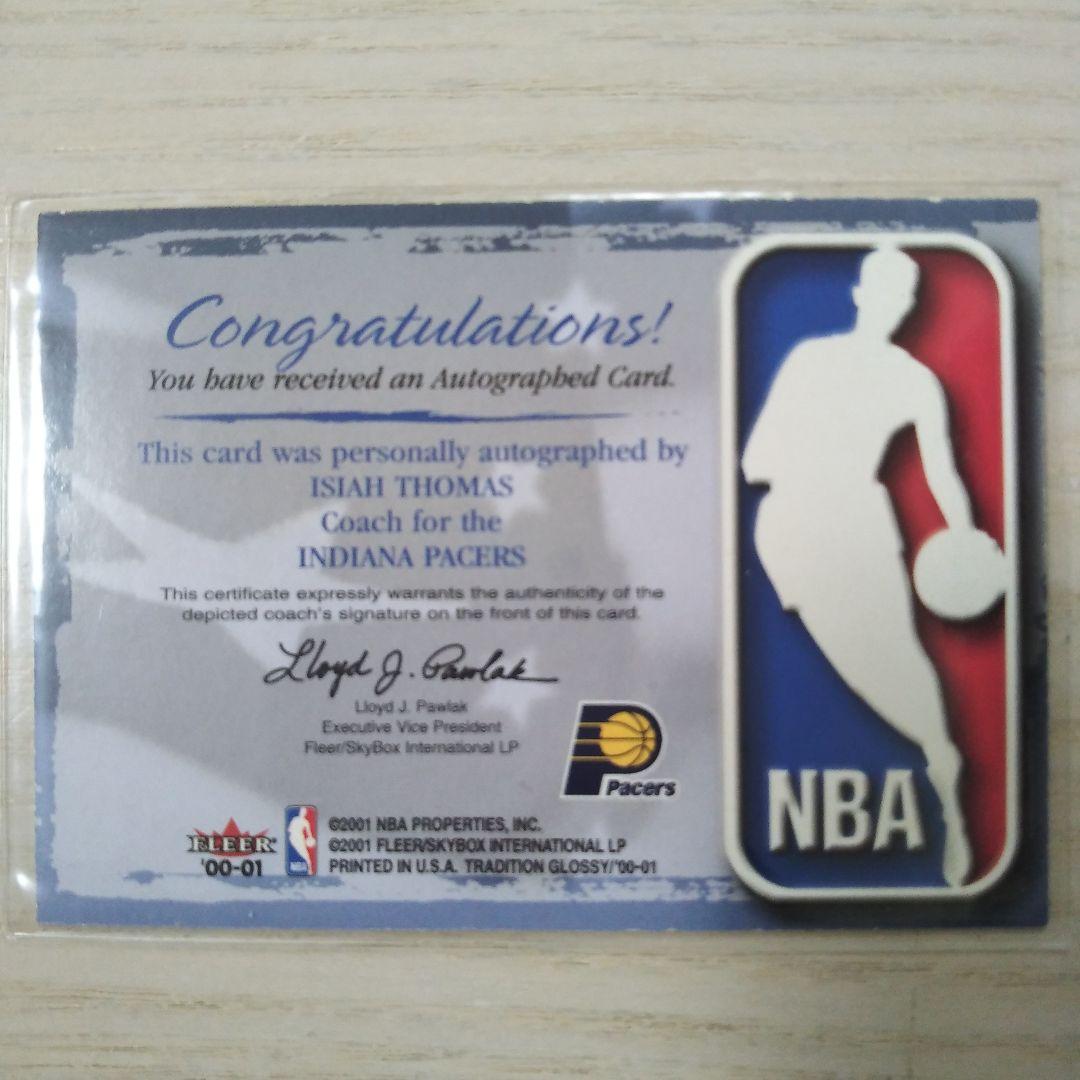 Congratulations!
You have received an Autographed Card.
This card was personally autographed by
ISIAH THOMAS
Coach for the
INDIANA PACERS
This certificate expressly warrants the authenticity of the
depicted coach's signature on the front of this card.
Lloyd J. Pawlak
Lloyd J. Pawlak
Executive Vice President
Fleer/SkyBox International LP
Pacers
FLEER
'00-01
NBA
©2001 NBA PROPERTIES, INC.
©2001 FLEER/SKYBOX INTERNATIONAL LP
PRINTED IN U.S.A. TRADITION GLOSSY/'00-01
NBA